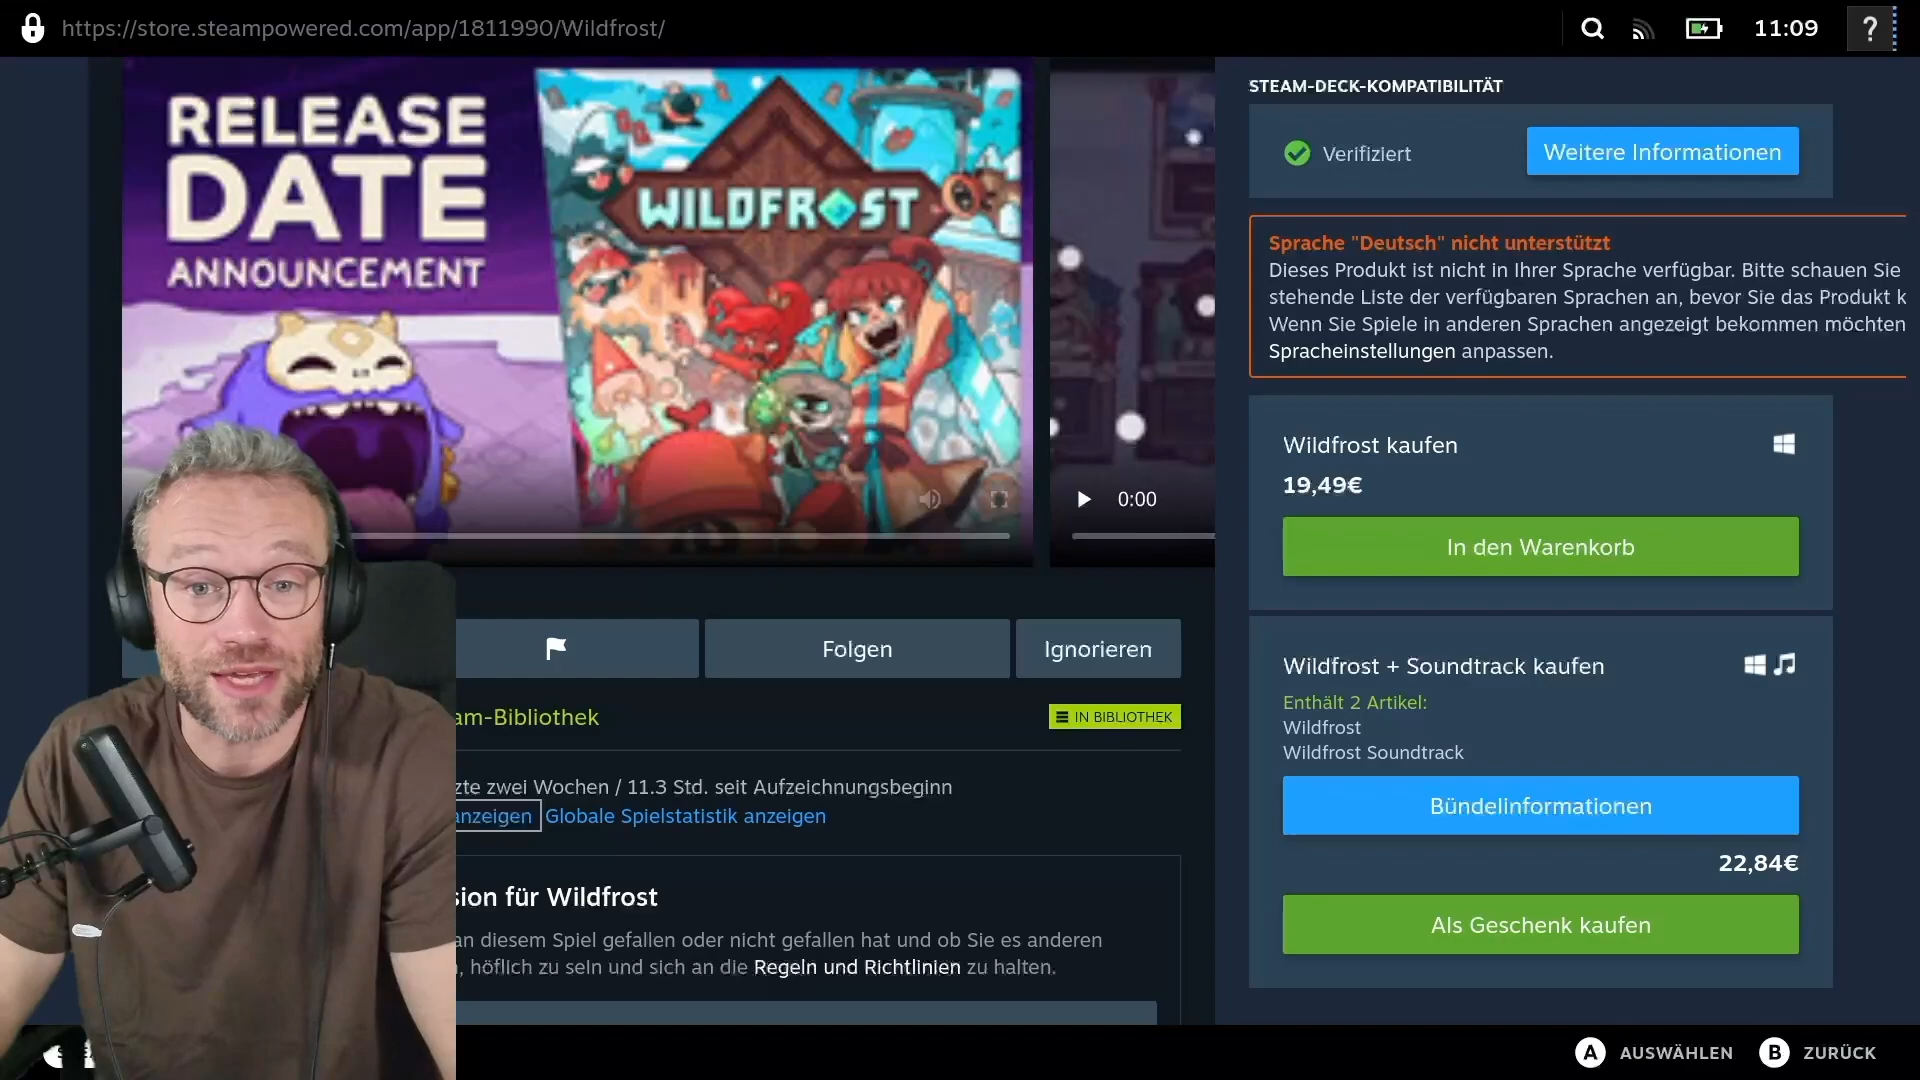 https://store.steampowered.com/app/1811990/Wildfrost/
11:09
?
RELEASE
DATE
ANNOUNCEMENT
WILDFROST
0:00
Folgen
Ignorieren
am-Bibliothek
IN BIBLIOTHEK
zte zwei Wochen / 11.3 Std. seit Aufzeichnungsbeginn
anzeigen Globale Spielstatistik anzeigen
sion für Wildfrost
an diesem Spiel gefallen oder nicht gefallen hat und ob Sie es anderen
, höflich zu sein und sich an die Regeln und Richtlinien zu halten.
STEAM-DECK-KOMPATIBILITÄT
Verifiziert
Weitere Informationen
Sprache "Deutsch" nicht unterstützt
Dieses Produkt ist nicht in Ihrer Sprache verfügbar. Bitte schauen Sie
stehende Liste der verfügbaren Sprachen an, bevor Sie das Produkt k
Wenn Sie Spiele in anderen Sprachen angezeigt bekommen möchten
Spracheinstellungen anpassen.
Wildfrost kaufen
19,49€
In den Warenkorb
Wildfrost + Soundtrack kaufen
Enthält 2 Artikel:
Wildfrost
Wildfrost Soundtrack
Bündelinformationen
22,84€
Als Geschenk kaufen
A AUSWÄHLEN B ZURÜCK